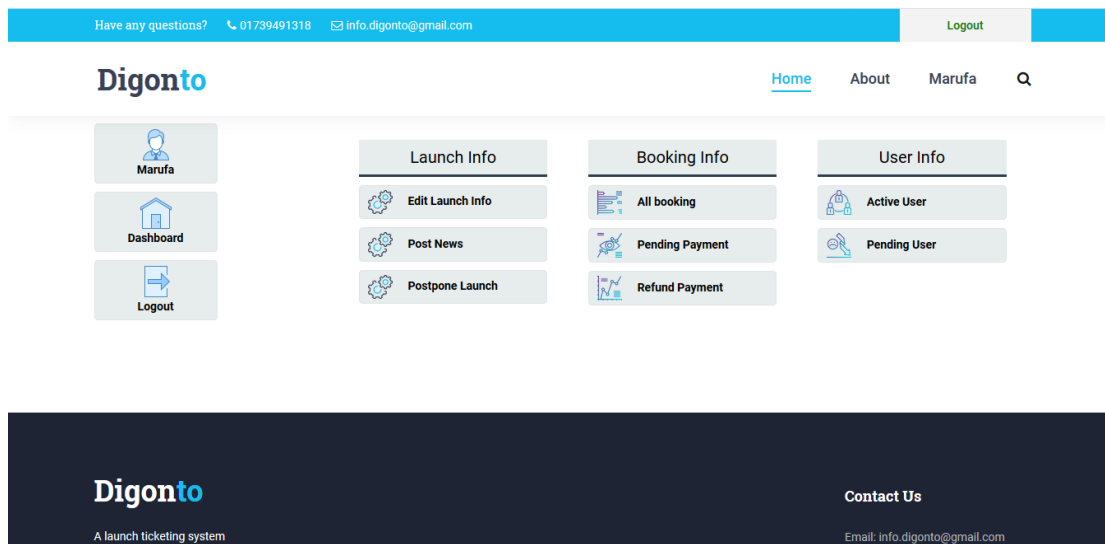 Have any questions? 01739491318 info.digonto@gmail.com Logout
Digonto Home About Marufa
Marufa
Dashboard
Logout
Launch Info
Edit Launch Info
Post News
Postpone Launch
Booking Info
All booking
Pending Payment
Refund Payment
User Info
Active User
Pending User
Digonto
A launch ticketing system
Contact Us
Email: info.digonto@gmail.com